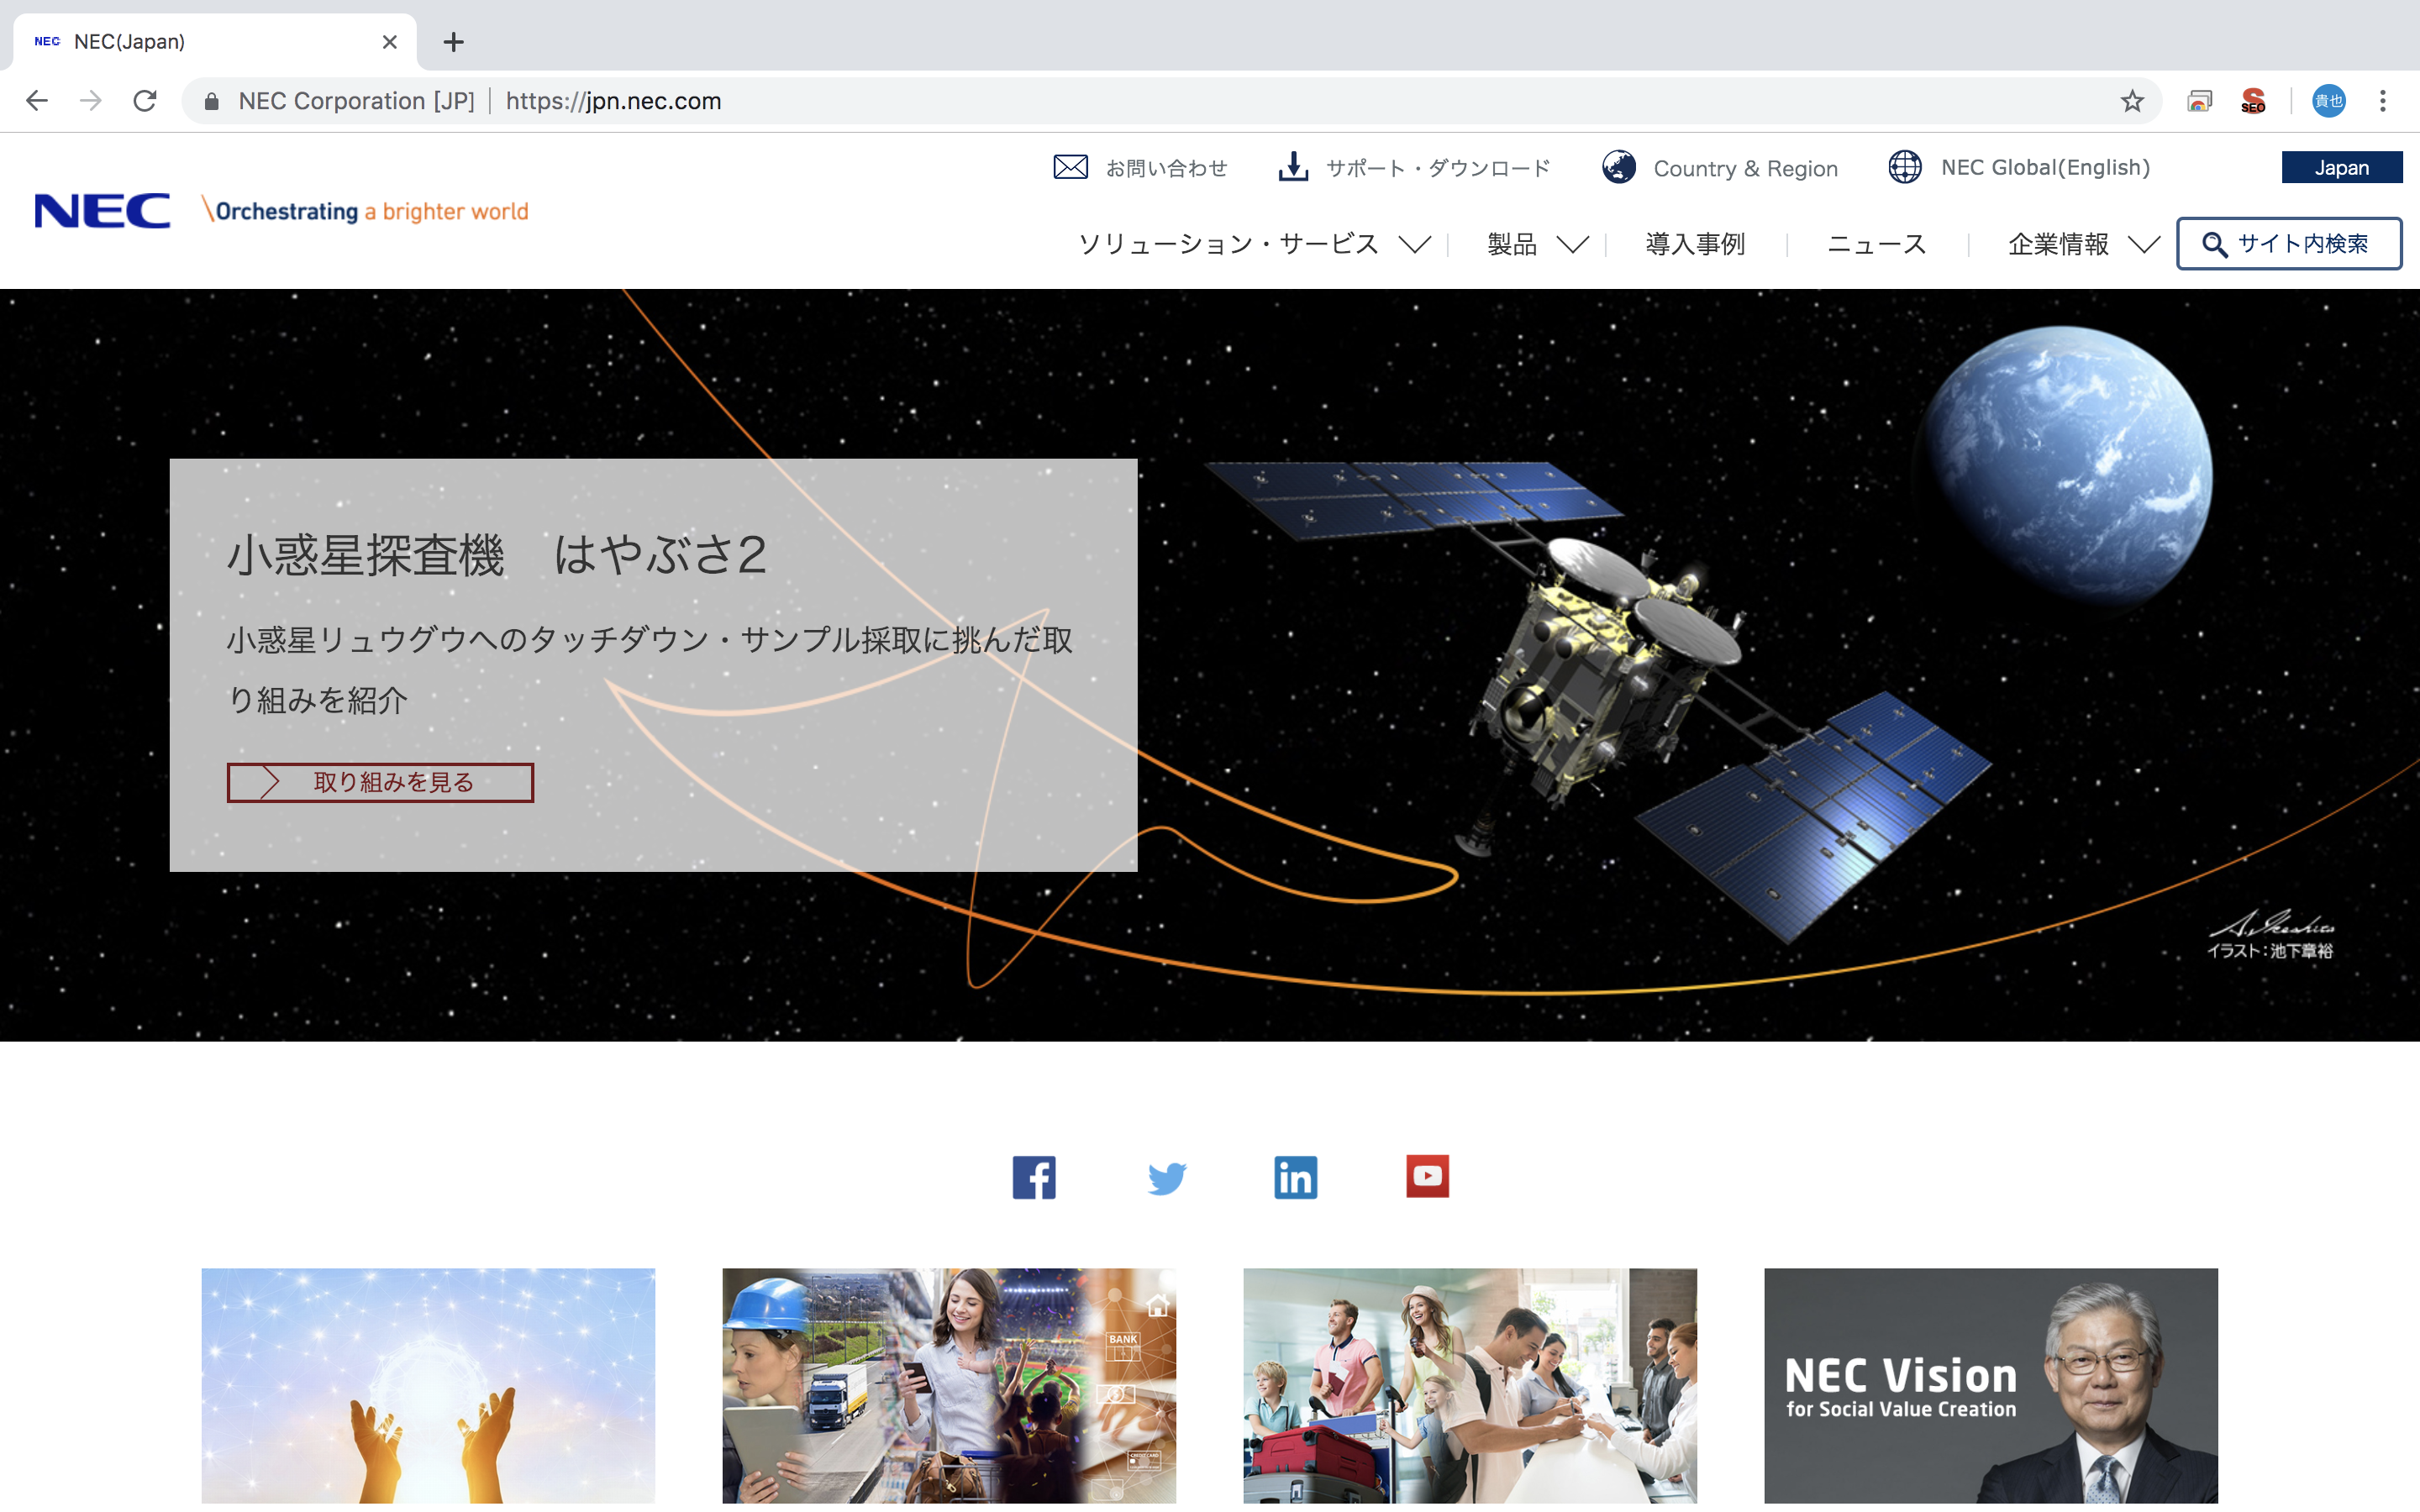 NEC NEC(Japan)
NEC Corporation [JP] https://jpn.nec.com
SEO
貴也
お問い合わせ サポート・ダウンロード Country & Region NEC Global(English) Japan
NEC \Orchestrating a brighter world
ソリューション・サービス 製品 導入事例 ニュース 企業情報 サイト内検索
小惑星探査機　はやぶさ2
小惑星リュウグウへのタッチダウン・サンプル採取に挑んだ取
り組みを紹介
取り組みを見る
イラスト:池下章裕
BANK
NEC Vision
for Social Value Creation